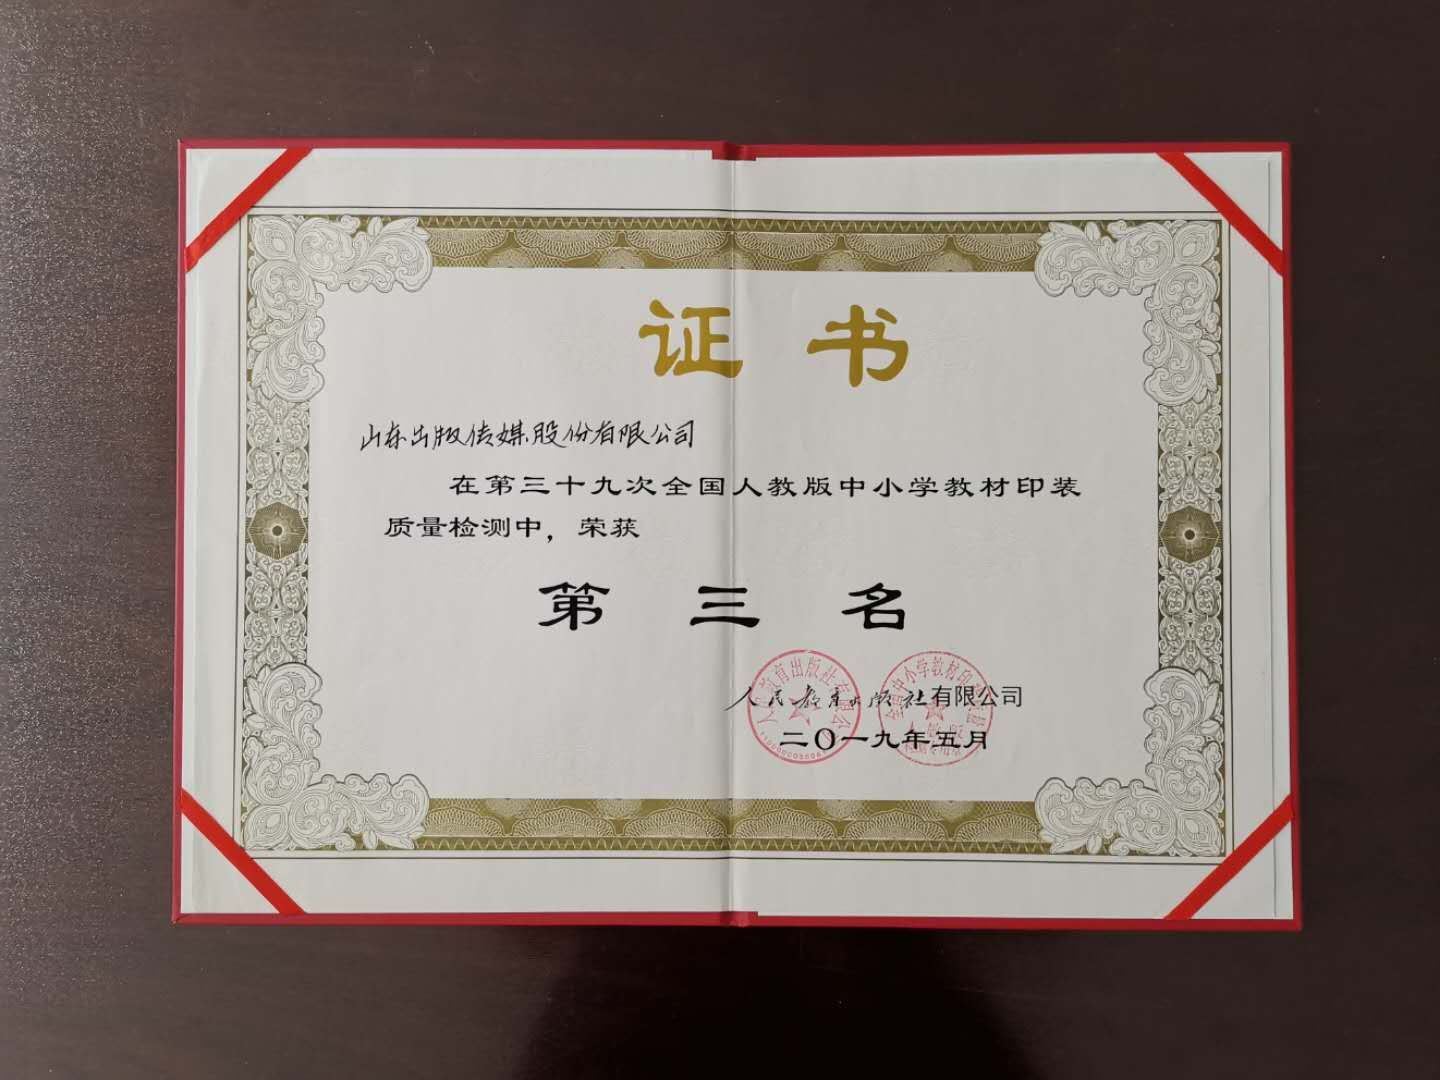 证书
山东出版传媒股份有限公司
在第三十九次全国人教版中小学教材印装
质量检测中，荣获
第三名
人民教育出版社有限公司
二〇一九年五月